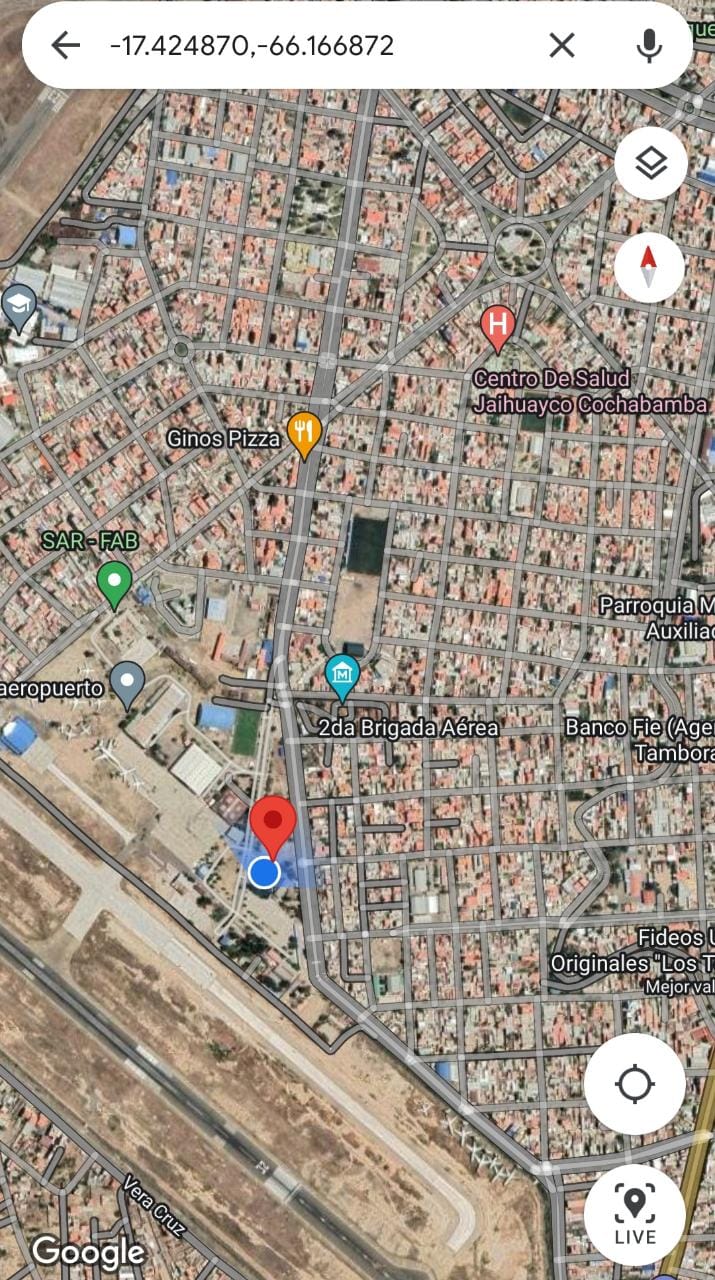 -17.424870,-66.166872
Centro De Salud
Jaihuayco Cochabamba
Ginos Pizza
SAR - FAB
Parroquia M
Auxiliad
aeropuerto
2da Brigada Aérea
Banco Fie (Age
Tambora
Fideos U
Originales "Los T
Mejor val
Vera Cruz
LIVE
Google